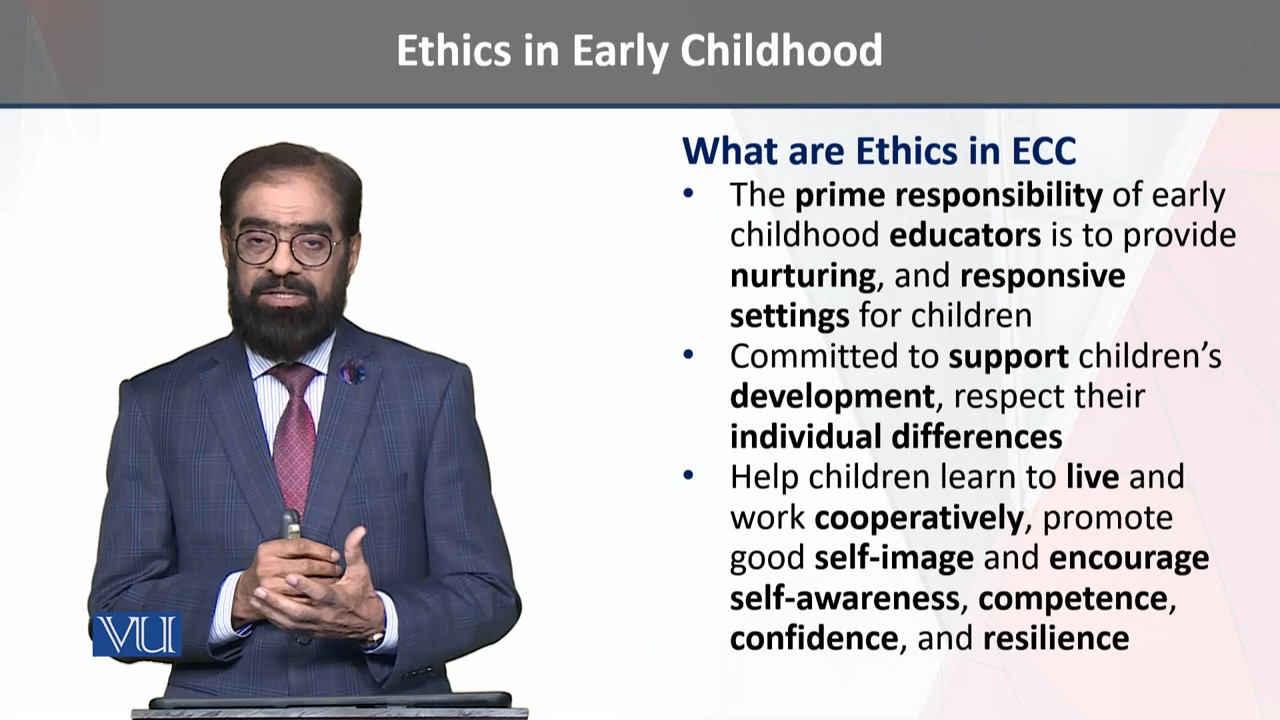 Ethics in Early Childhood
What are Ethics in ECC
• The prime responsibility of early
childhood educators is to provide
nurturing, and responsive
settings for children
• Committed to support children’s
development, respect their
individual differences
• Help children learn to live and
work cooperatively, promote
good self-image and encourage
self-awareness, competence,
confidence, and resilience
VU